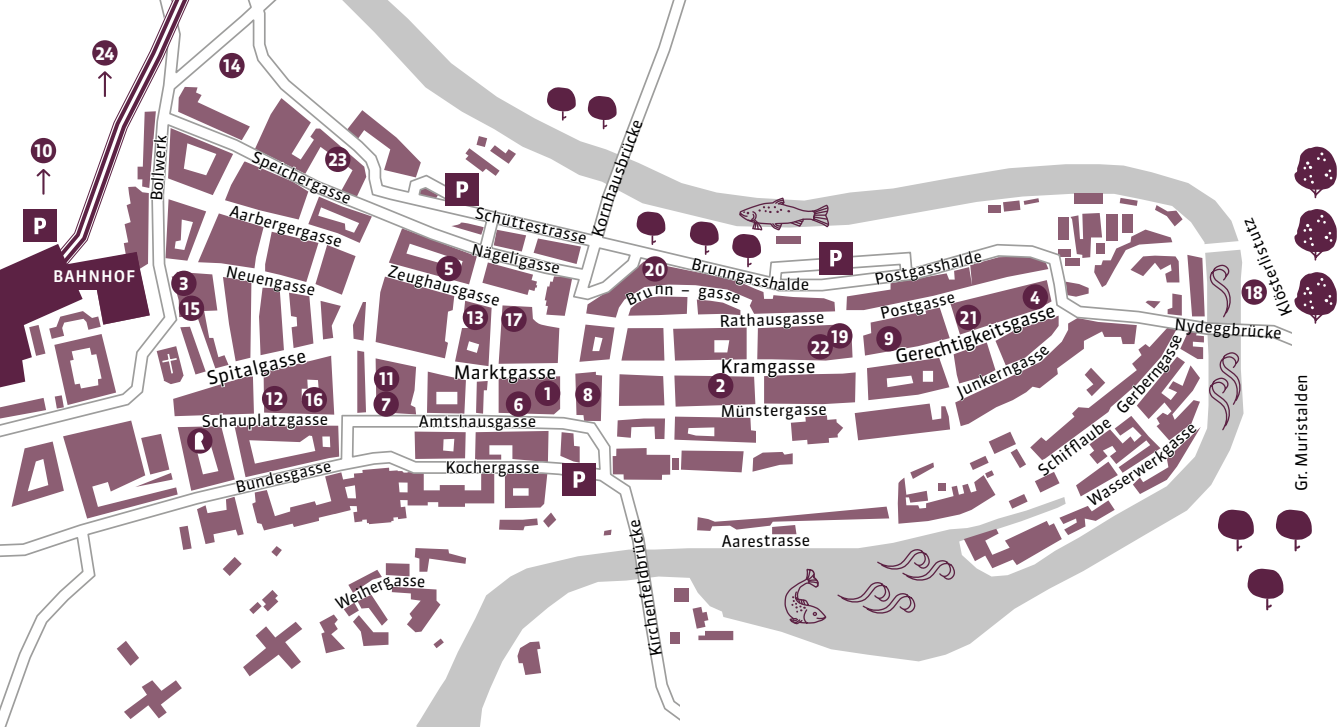 24
14
10
23
P
P
P
P
BAHNHOF
Bollwerk
Speichergasse
Aarbergergasse
Neuengasse
Schüttestrasse
Nägeligasse
Zeughausgasse
Kornhausbrücke
5
3
15
13
17
20
Brunngasshalde
Brunn – gasse
Postgasshalde
Postgasse
Rathausgasse
4
21
19
22
9
Gerechtigkeitsgasse
18
Klösterlistutz
Nydeggbrücke
Spitalgasse
Marktgasse
Kramgasse
Junkerngasse
11
7
12
16
6
1
8
2
Münstergasse
Schauplatzgasse
Amtshausgasse
Bundesgasse
Kochergasse
Gerberngasse
Schifflaube
Wasserwerkgasse
Gr. Muristalden
Aarestrasse
Weihergasse
Kirchenfeldbrücke